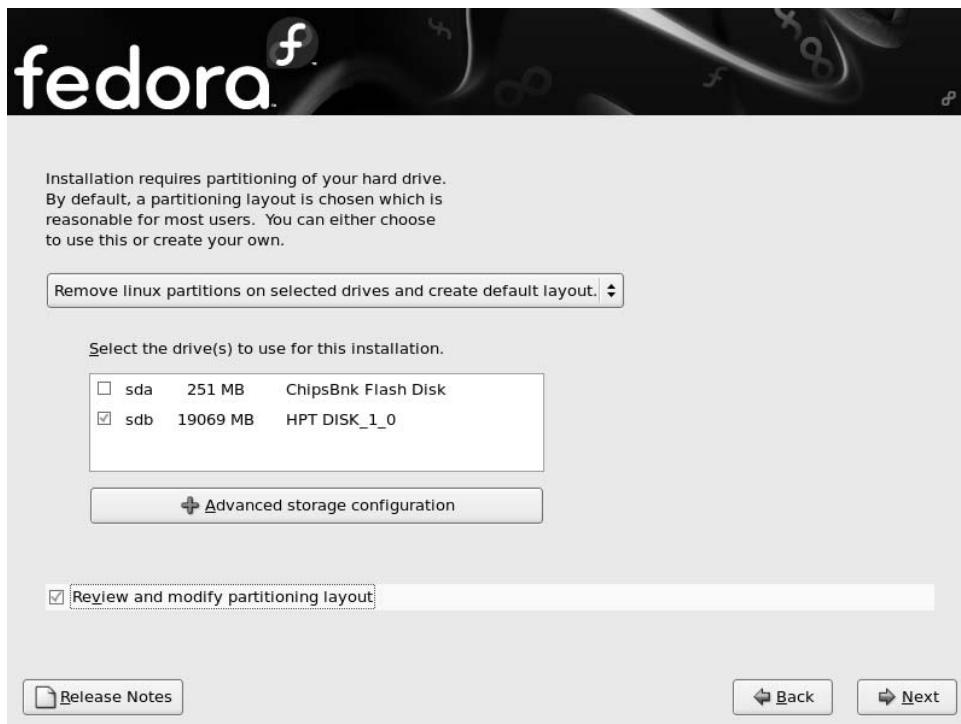 fedora
Installation requires partitioning of your hard drive.
By default, a partitioning layout is chosen which is
reasonable for most users.  You can either choose
to use this or create your own.
Remove linux partitions on selected drives and create default layout.
Select the drive(s) to use for this installation.
sda 251 MB ChipsBnk Flash Disk
sdb 19069 MB HPT DISK_1_0
Advanced storage configuration
Review and modify partitioning layout
Release Notes
Back
Next